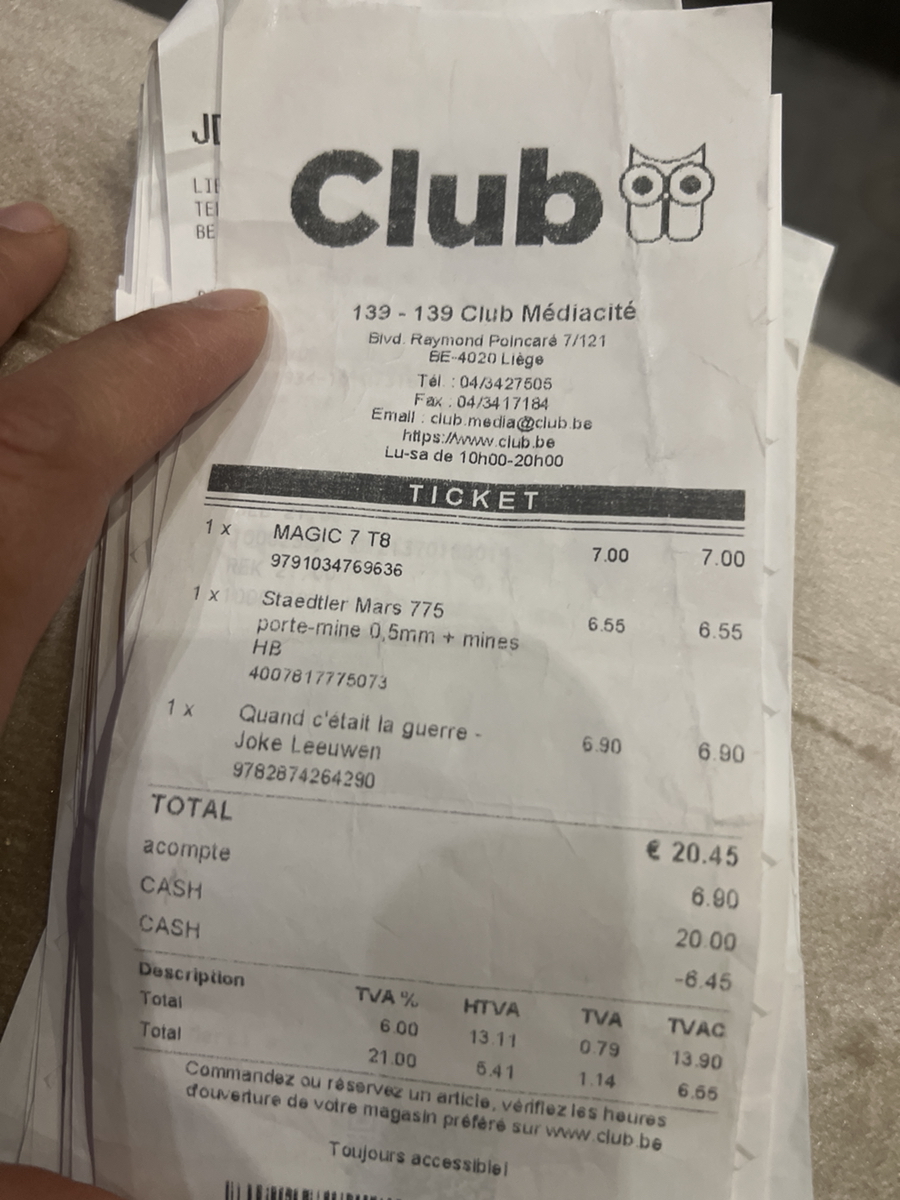 JD
LIE
TEL
BE
Club
139 - 139 Club Médiacité
Blvd. Raymond Poincaré 7/121
BE-4020 Liège
Tél. : 04/3427505
Fax : 04/3417184
Email : club.media@club.be
https://www.club.be
Lu-sa de 10h00-20h00
TICKET
1 x MAGIC 7 T8 7.00 7.00
9791034769636
1 x Staedtler Mars 775 6.55 6.55
porte-mine 0,5mm + mines
HB
4007817775073
1 x Quand c'était la guerre - 6.90 6.90
Joke Leeuwen
9782874264290
TOTAL € 20.45
acompte 6.90
CASH 20.00
CASH -6.45
Description TVA % HTVA TVA TVAC
Total 6.00 13.11 0.79 13.90
Total 21.00 5.41 1.14 6.55
Commandez ou réservez un article, vérifiez les heures
d'ouverture de votre magasin préféré sur www.club.be
Toujours accessible!